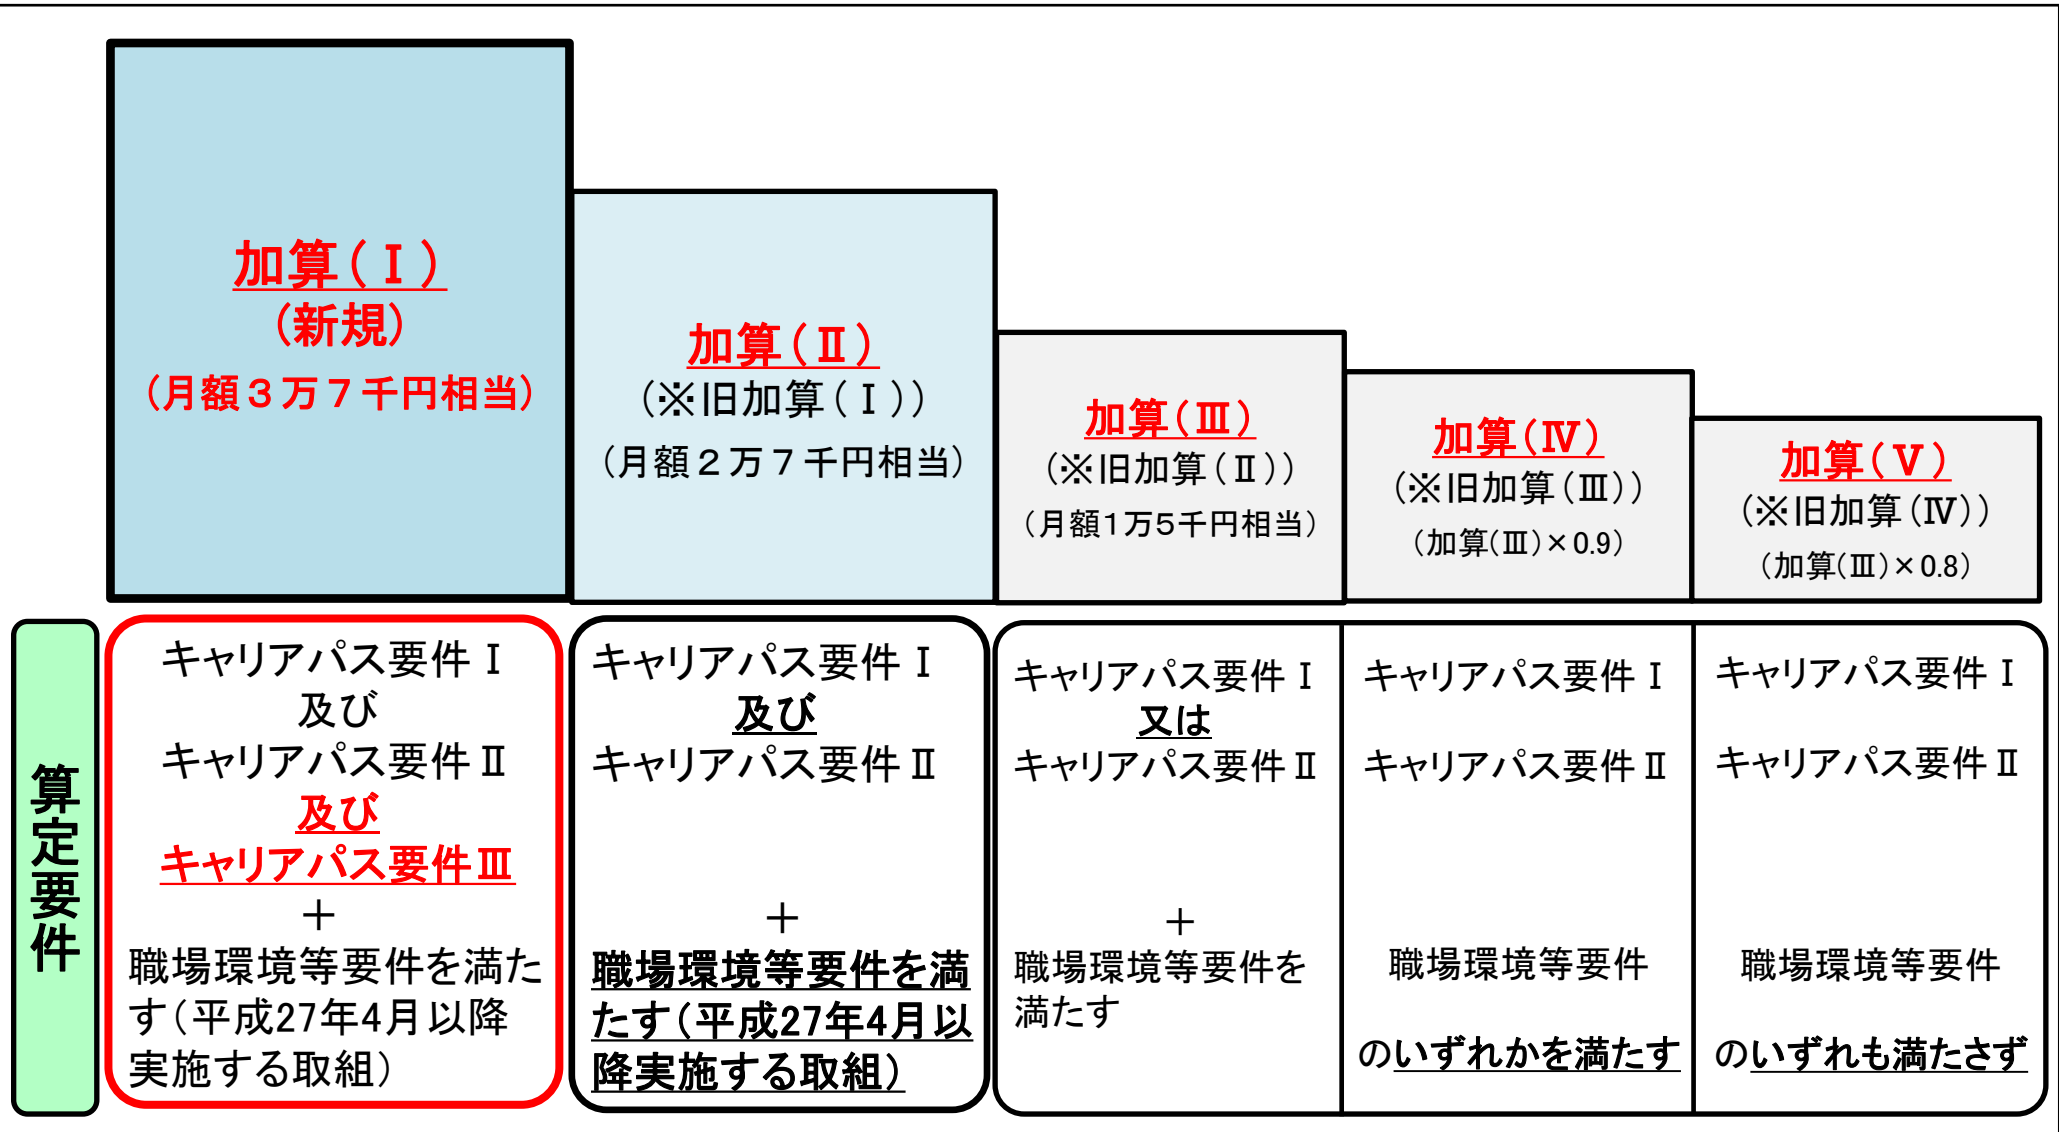 加算（Ⅰ）
（新規）
（月額３万７千円相当）
加算（Ⅱ）
（※旧加算（Ⅰ））
（月額２万７千円相当）
加算（Ⅲ）
（※旧加算（Ⅱ））
（月額1万5千円相当）
加算（Ⅳ）
（※旧加算（Ⅲ））
（加算（Ⅲ）×0.9）
加算（Ⅴ）
（※旧加算（Ⅳ））
（加算（Ⅲ）×0.8）
算定要件
キャリアパス要件Ⅰ
及び
キャリアパス要件Ⅱ
及び
キャリアパス要件Ⅲ
＋
職場環境等要件を満た
す（平成27年4月以降
実施する取組）
キャリアパス要件Ⅰ
及び
キャリアパス要件Ⅱ
＋
職場環境等要件を満
たす（平成27年4月以
降実施する取組）
キャリアパス要件Ⅰ
又は
キャリアパス要件Ⅱ
＋
職場環境等要件を
満たす
キャリアパス要件Ⅰ
キャリアパス要件Ⅱ
職場環境等要件
のいずれかを満たす
キャリアパス要件Ⅰ
キャリアパス要件Ⅱ
職場環境等要件
のいずれも満たさず